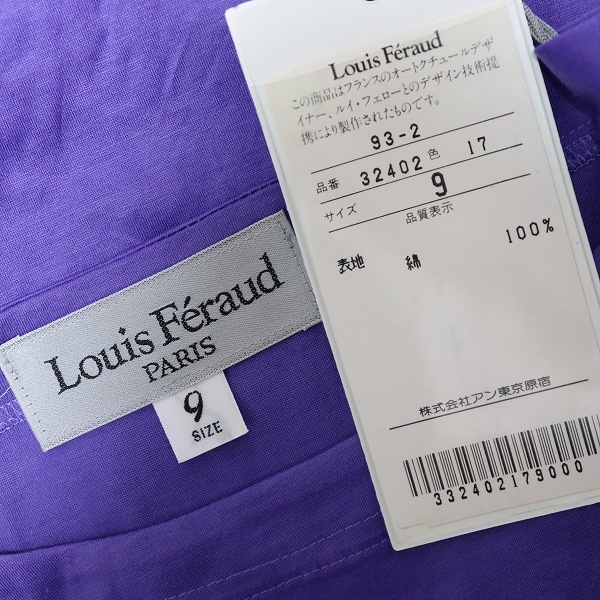 Louis Féraud
PARIS
9
SIZE
Louis Féraud
この商品はフランスのオートクチュールデザ
イナー、ルイ・フェローとのデザイン技術提
携により製作されたものです。
93-2
品番 32402 色 17
サイズ 9
品質表示
表地 綿 100%
株式会社アン東京原宿
332402179000